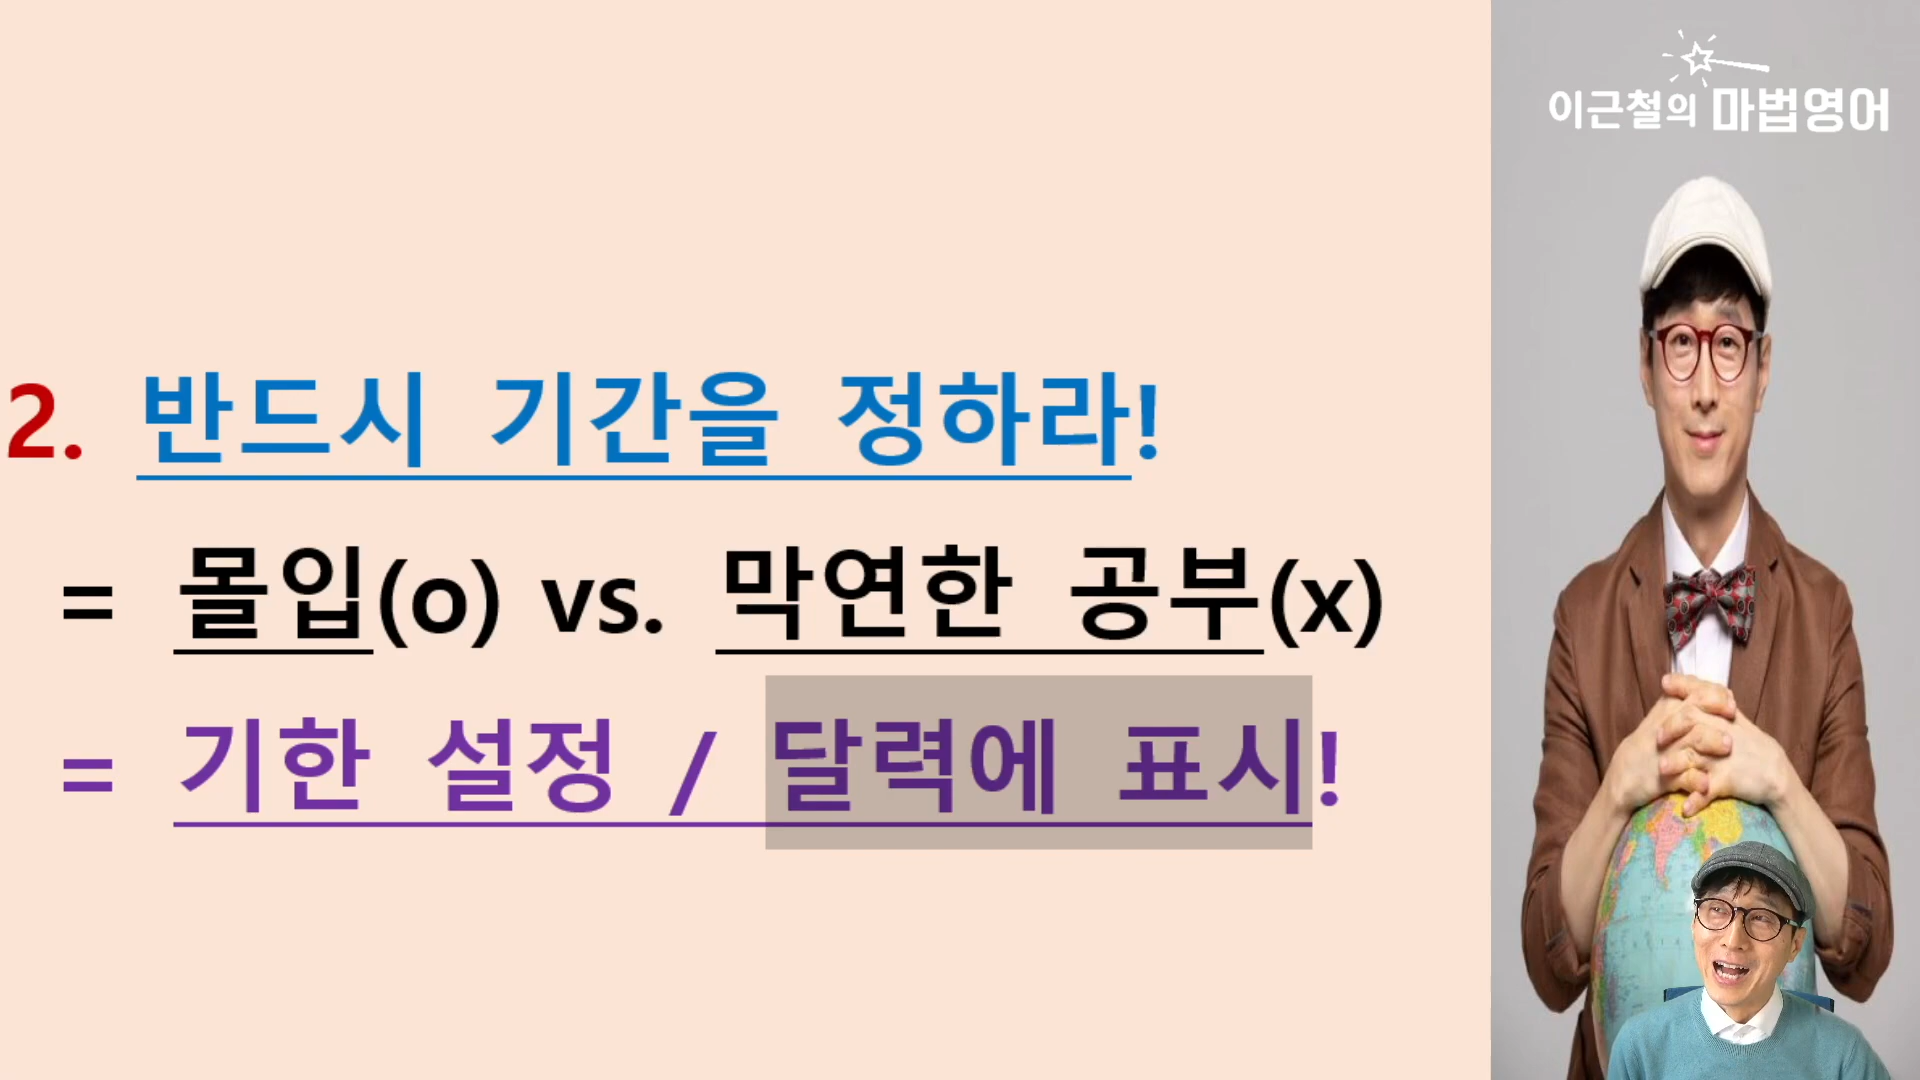 이근철의 마법영어
2. 반드시 기간을 정하라!
= 몰입(o) vs. 막연한 공부(x)
= 기한 설정 / 달력에 표시!